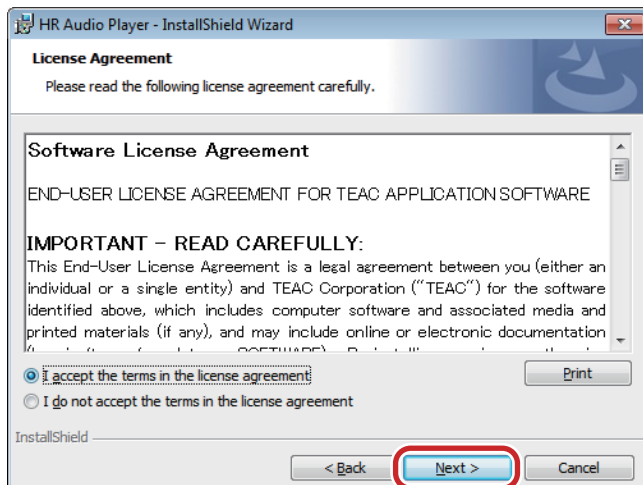 HR Audio Player - InstallShield Wizard
License Agreement
Please read the following license agreement carefully.
Software License Agreement
END-USER LICENSE AGREEMENT FOR TEAC APPLICATION SOFTWARE
IMPORTANT - READ CAREFULLY:
This End-User License Agreement is a legal agreement between you (either an
individual or a single entity) and TEAC Corporation ("TEAC") for the software
identified above, which includes computer software and associated media and
printed materials (if any), and may include online or electronic documentation
I accept the terms in the license agreement
Print
I do not accept the terms in the license agreement
InstallShield
< Back
Next >
Cancel